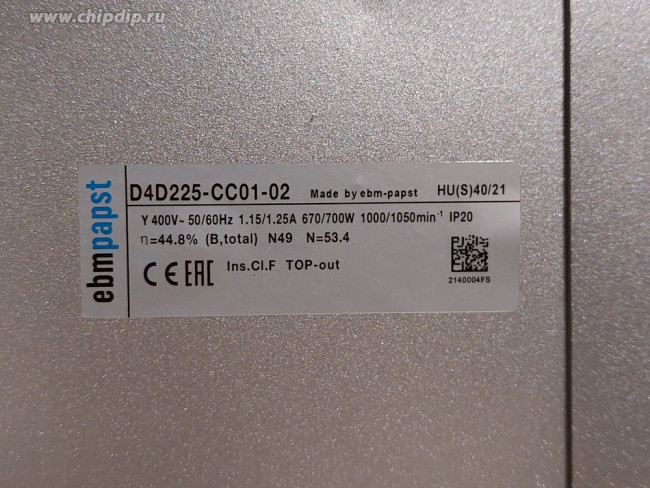 www.chipdip.ru
ebmpapst
D4D225-CC01-02 Made by ebm-papst HU(S)40/21
Y 400V~ 50/60Hz 1.15/1.25A 670/700W 1000/1050min⁻¹ IP20
η=44.8% (B,total) N49 N=53.4
CE EAC Ins.Cl.F TOP-out
2140004FS